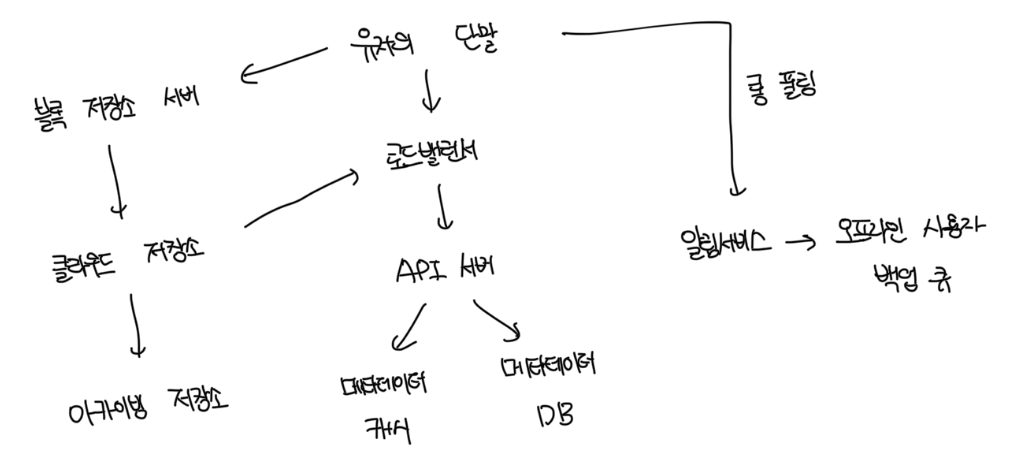 유저의 단말
롱 폴링
블록 저장소 서버
로드밸런서
클라우드 저장소
API 서버
알림서비스
오프라인 사용자
백업 큐
아카이빙 저장소
메타데이터
캐시
메타데이터
DB